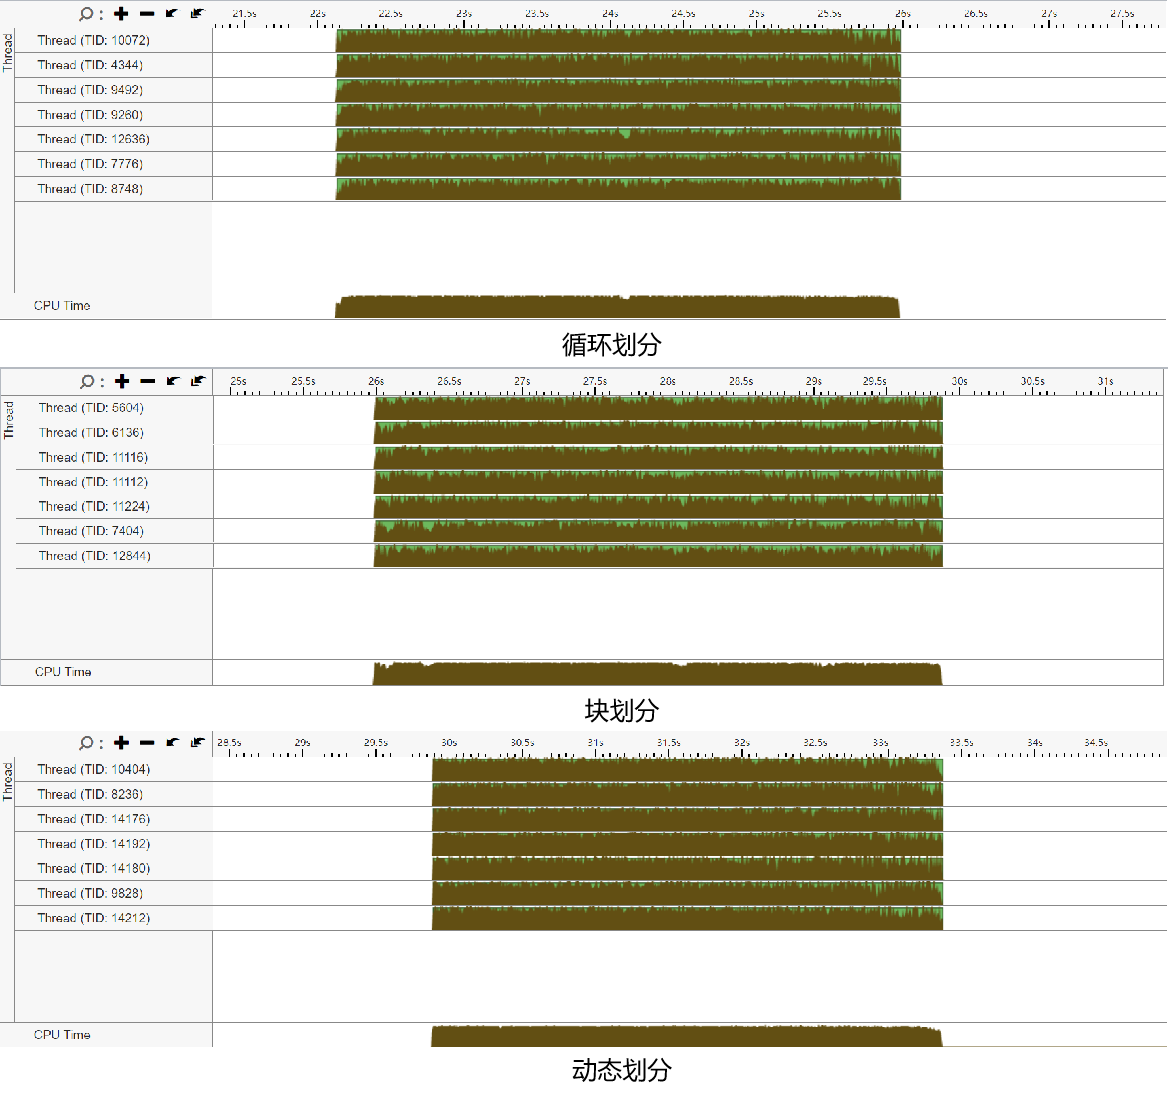 21.5s 22s 22.5s 23s 23.5s 24s 24.5s 25s 25.5s 26s 26.5s 27s 27.5s
Thread
Thread (TID: 10072)
Thread (TID: 4344)
Thread (TID: 9492)
Thread (TID: 9260)
Thread (TID: 12636)
Thread (TID: 7776)
Thread (TID: 8748)
CPU Time
循环划分
25s 25.5s 26s 26.5s 27s 27.5s 28s 28.5s 29s 29.5s 30s 30.5s 31s
Thread
Thread (TID: 5604)
Thread (TID: 6136)
Thread (TID: 11116)
Thread (TID: 11112)
Thread (TID: 11224)
Thread (TID: 7404)
Thread (TID: 12844)
CPU Time
块划分
28.5s 29s 29.5s 30s 30.5s 31s 31.5s 32s 32.5s 33s 33.5s 34s 34.5s
Thread
Thread (TID: 10404)
Thread (TID: 8236)
Thread (TID: 14176)
Thread (TID: 14192)
Thread (TID: 14180)
Thread (TID: 9828)
Thread (TID: 14212)
CPU Time
动态划分